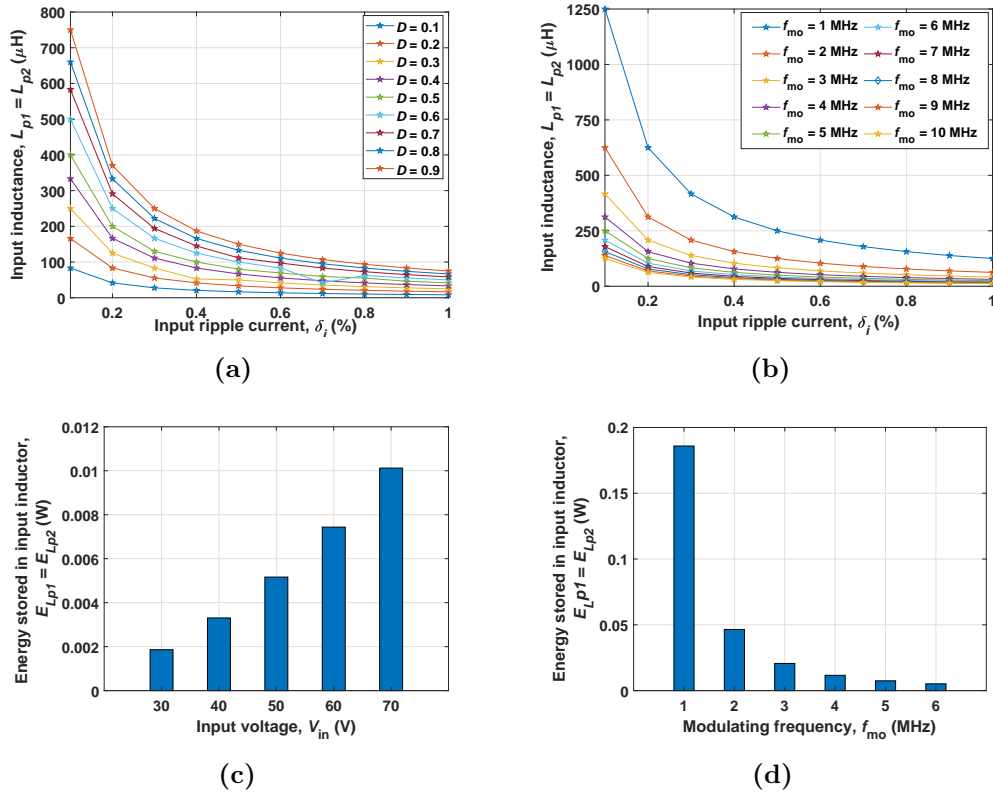 800
700
600
500
400
300
200
100
0
Input inductance, L_p1 = L_p2 (μH)
0.2
0.4
0.6
0.8
1
Input ripple current, δ_i (%)
D = 0.1
D = 0.2
D = 0.3
D = 0.4
D = 0.5
D = 0.6
D = 0.7
D = 0.8
D = 0.9
(a)
1250
1000
750
500
250
0
Input inductance, L_p1 = L_p2 (μH)
0.2
0.4
0.6
0.8
1
Input ripple current, δ_i (%)
f_mo = 1 MHz
f_mo = 2 MHz
f_mo = 3 MHz
f_mo = 4 MHz
f_mo = 5 MHz
f_mo = 6 MHz
f_mo = 7 MHz
f_mo = 8 MHz
f_mo = 9 MHz
f_mo = 10 MHz
(b)
0.012
0.01
0.008
0.006
0.004
0.002
0
Energy stored in input inductor,
E_Lp1 = E_Lp2 (W)
30
40
50
60
70
Input voltage, V_in (V)
(c)
0.2
0.15
0.1
0.05
0
Energy stored in input inductor,
E_Lp1 = E_Lp2 (W)
1
2
3
4
5
6
Modulating frequency, f_mo (MHz)
(d)